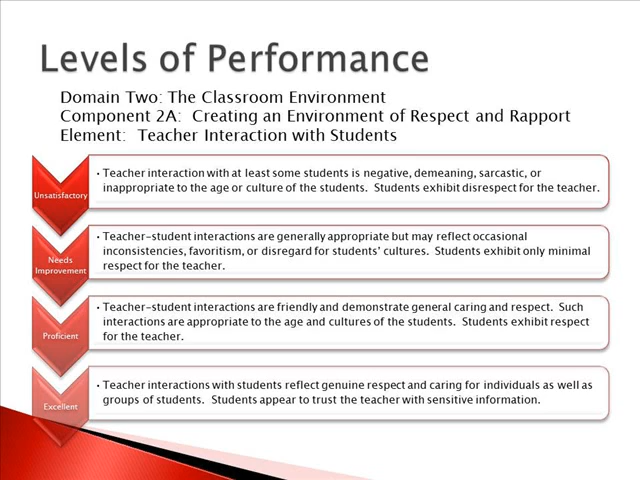 Levels of Performance
Domain Two: The Classroom Environment
Component 2A:  Creating an Environment of Respect and Rapport
Element:  Teacher Interaction with Students
Unsatisfactory
• Teacher interaction with at least some students is negative, demeaning, sarcastic, or
inappropriate to the age or culture of the students.  Students exhibit disrespect for the teacher.
Needs
Improvement
• Teacher-student interactions are generally appropriate but may reflect occasional
inconsistencies, favoritism, or disregard for students' cultures.  Students exhibit only minimal
respect for the teacher.
Proficient
• Teacher-student interactions are friendly and demonstrate general caring and respect.  Such
interactions are appropriate to the age and cultures of the students.  Students exhibit respect
for the teacher.
Excellent
• Teacher interactions with students reflect genuine respect and caring for individuals as well as
groups of students.  Students appear to trust the teacher with sensitive information.